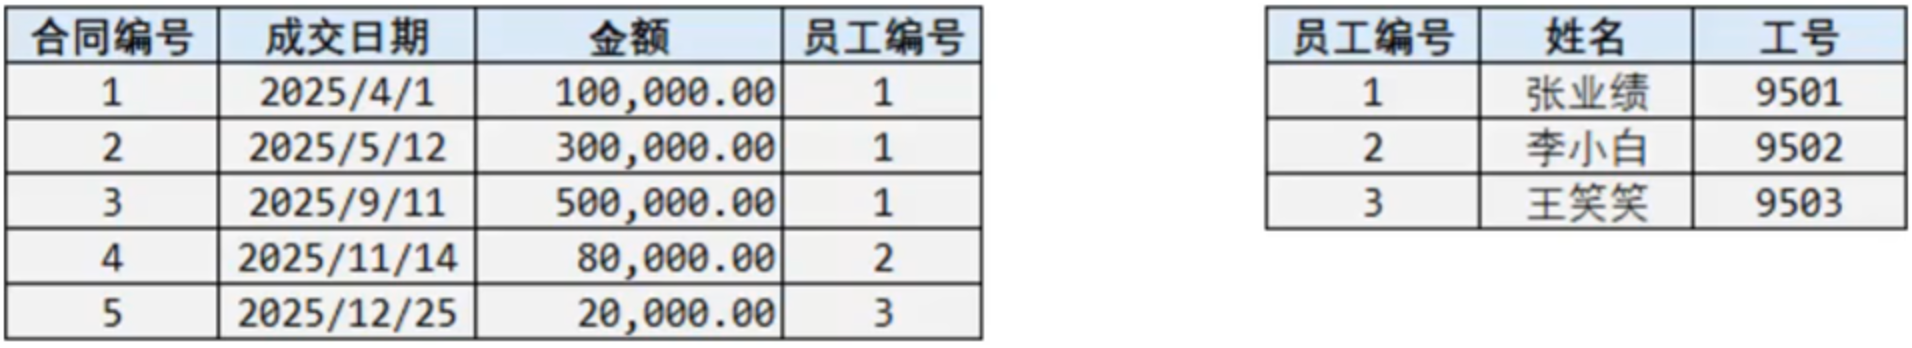 合同编号 成交日期 金额 员工编号
1 2025/4/1 100,000.00 1
2 2025/5/12 300,000.00 1
3 2025/9/11 500,000.00 1
4 2025/11/14 80,000.00 2
5 2025/12/25 20,000.00 3
员工编号 姓名 工号
1 张业绩 9501
2 李小白 9502
3 王笑笑 9503